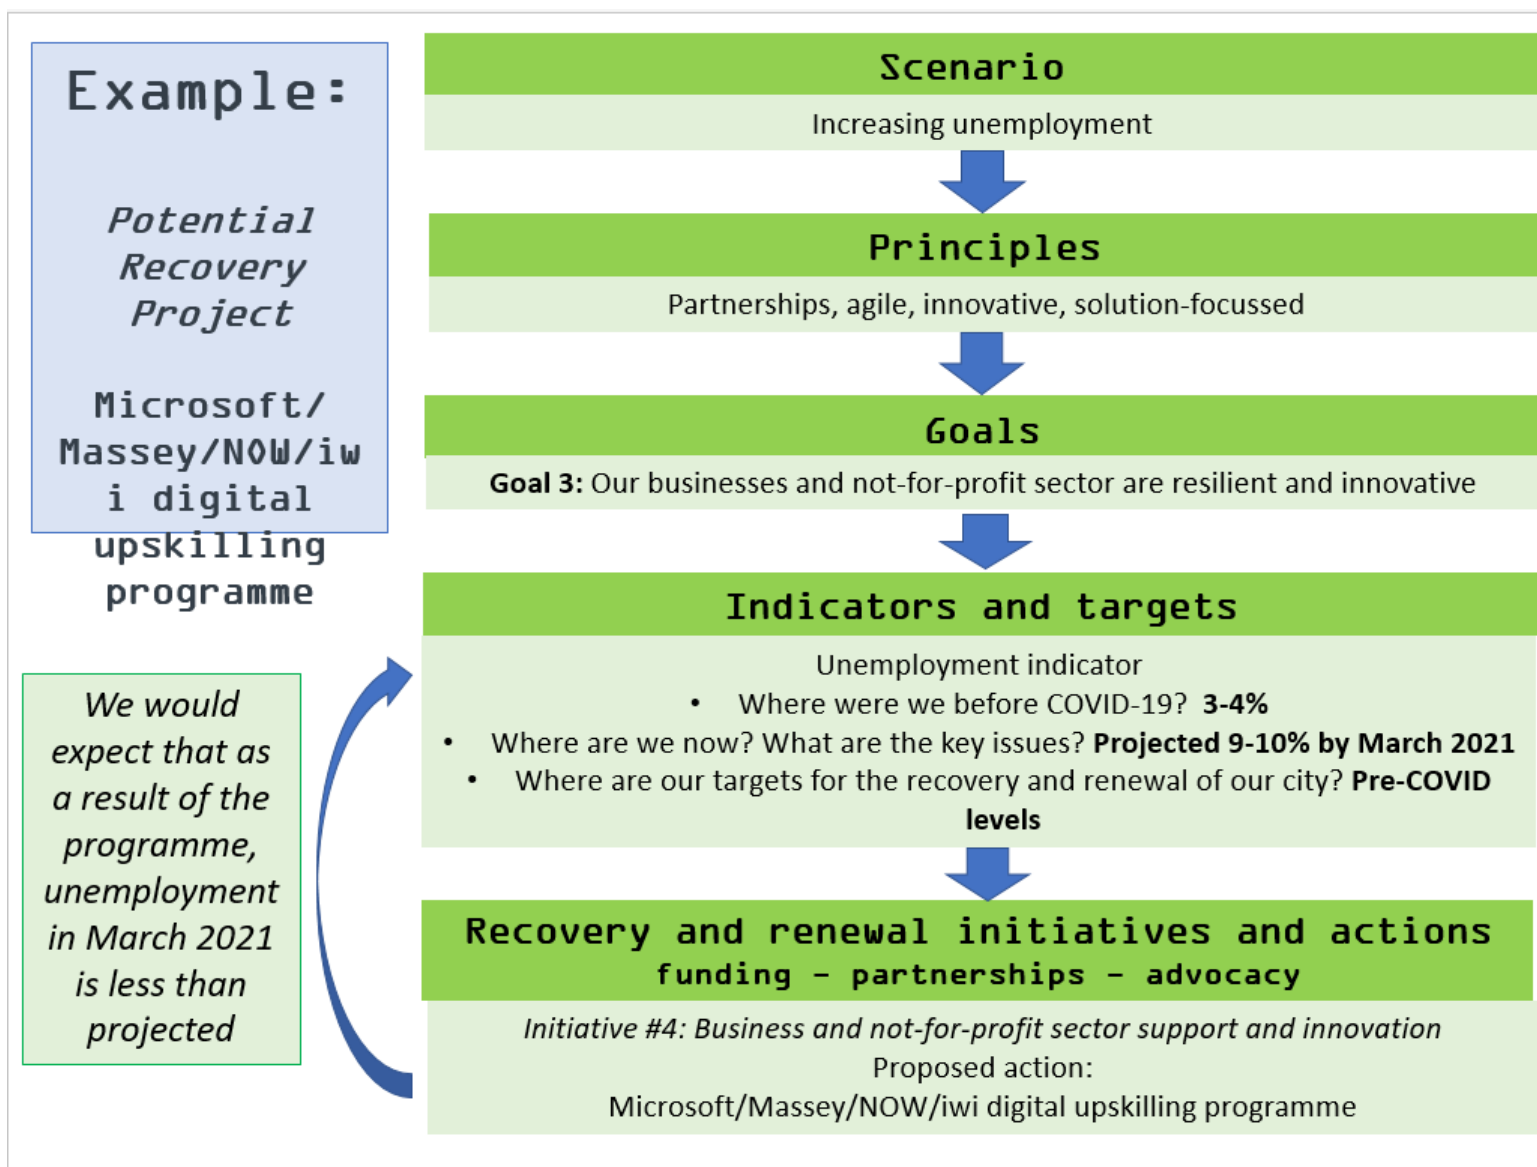 Example:
Potential
Recovery
Project
Microsoft/
Massey/NOW/iw
i digital
upskilling
programme
We would
expect that as
a result of the
programme,
unemployment
in March 2021
is less than
projected
Scenario
Increasing unemployment
Principles
Partnerships, agile, innovative, solution-focussed
Goals
Goal 3: Our businesses and not-for-profit sector are resilient and innovative
Indicators and targets
Unemployment indicator
• Where were we before COVID-19? 3-4%
• Where are we now? What are the key issues? Projected 9-10% by March 2021
• Where are our targets for the recovery and renewal of our city? Pre-COVID
levels
Recovery and renewal initiatives and actions
funding – partnerships – advocacy
Initiative #4: Business and not-for-profit sector support and innovation
Proposed action:
Microsoft/Massey/NOW/iwi digital upskilling programme